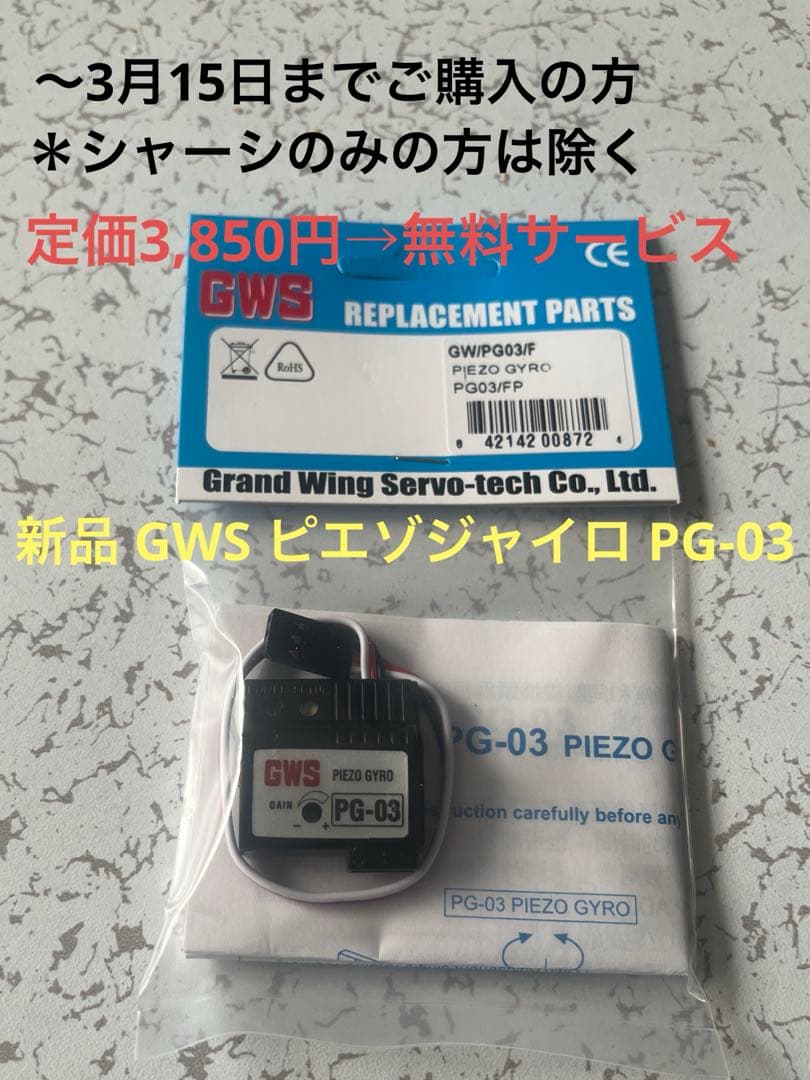 ～3月15日までご購入の方
＊シャーシのみの方は除く
定価3,850円→無料サービス
CE
GWS
REPLACEMENT PARTS
RoHS
GW/PG03/F
PIEZO GYRO
PG03/FP
42142 00872
Grand Wing Servo-tech Co., Ltd.
新品 GWS ピエゾジャイロ PG-03
PG-03 PIEZO G
GWS PIEZO GYRO
GAIN
PG-03
- +
ruction carefully before any
PG-03 PIEZO GYRO